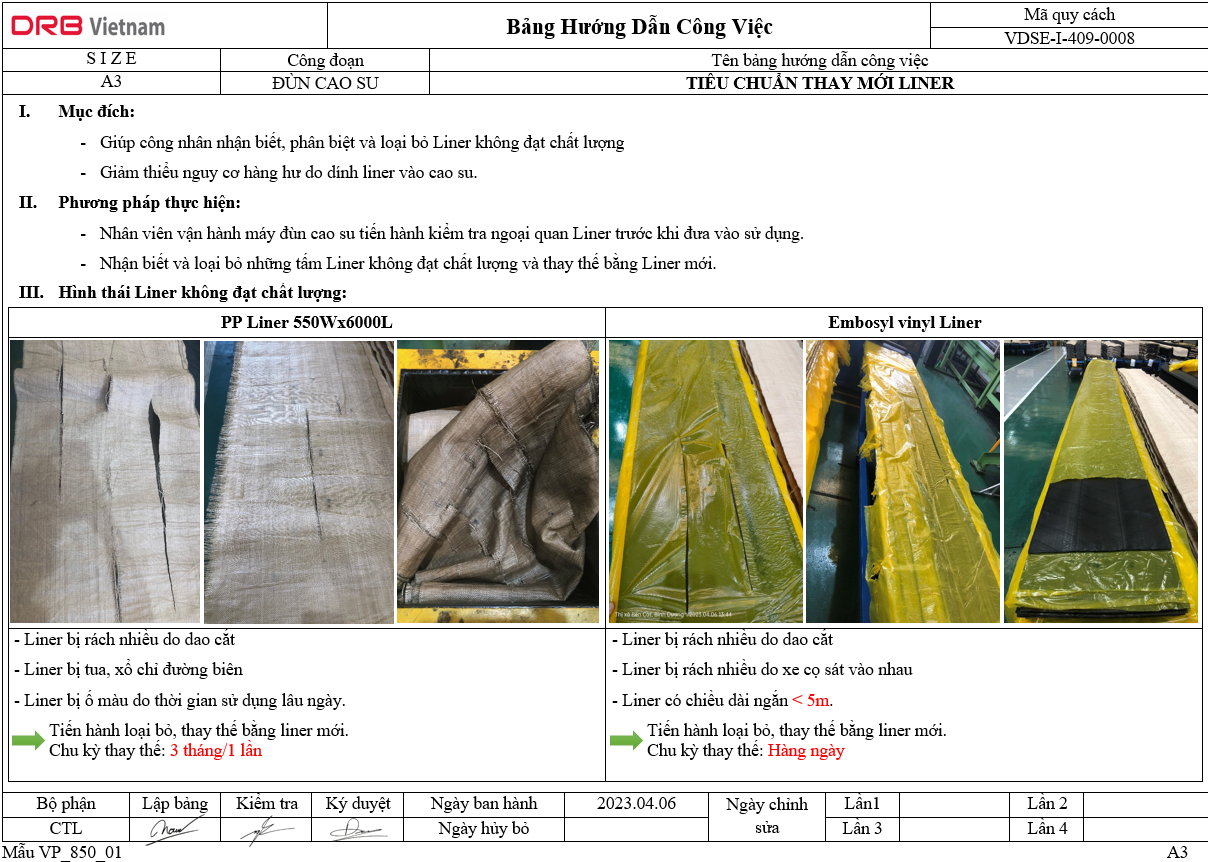 DRB Vietnam
Bảng Hướng Dẫn Công Việc
Mã quy cách
VDSE-I-409-0008
S I Z E
Công đoạn
Tên bảng hướng dẫn công việc
A3
ĐÙN CAO SU
TIÊU CHUẨN THAY MỚI LINER
I. Mục đích:
- Giúp công nhân nhận biết, phân biệt và loại bỏ Liner không đạt chất lượng
- Giảm thiểu nguy cơ hàng hư do dính liner vào cao su.
II. Phương pháp thực hiện:
- Nhân viên vận hành máy đùn cao su tiến hành kiểm tra ngoại quan Liner trước khi đưa vào sử dụng.
- Nhận biết và loại bỏ những tấm Liner không đạt chất lượng và thay thế bằng Liner mới.
III. Hình thái Liner không đạt chất lượng:
PP Liner 550Wx6000L
Embosyl vinyl Liner
Thị xã Bến Cát, Bình Dương
2023.04.06
- Liner bị rách nhiều do dao cắt
- Liner bị tua, xổ chỉ đường biên
- Liner bị ố màu do thời gian sử dụng lâu ngày.
Tiến hành loại bỏ, thay thế bằng liner mới.
Chu kỳ thay thế: 3 tháng/1 lần
- Liner bị rách nhiều do dao cắt
- Liner bị rách nhiều do xe cọ sát vào nhau
- Liner có chiều dài ngắn < 5m.
Tiến hành loại bỏ, thay thế bằng liner mới.
Chu kỳ thay thế: Hàng ngày
Bộ phận
Lập bảng
Kiểm tra
Ký duyệt
Ngày ban hành
2023.04.06
Ngày chỉnh
sửa
Lần1
Lần 2
CTL
Ngày hủy bỏ
Lần 3
Lần 4
Mẫu VP_850_01
A3